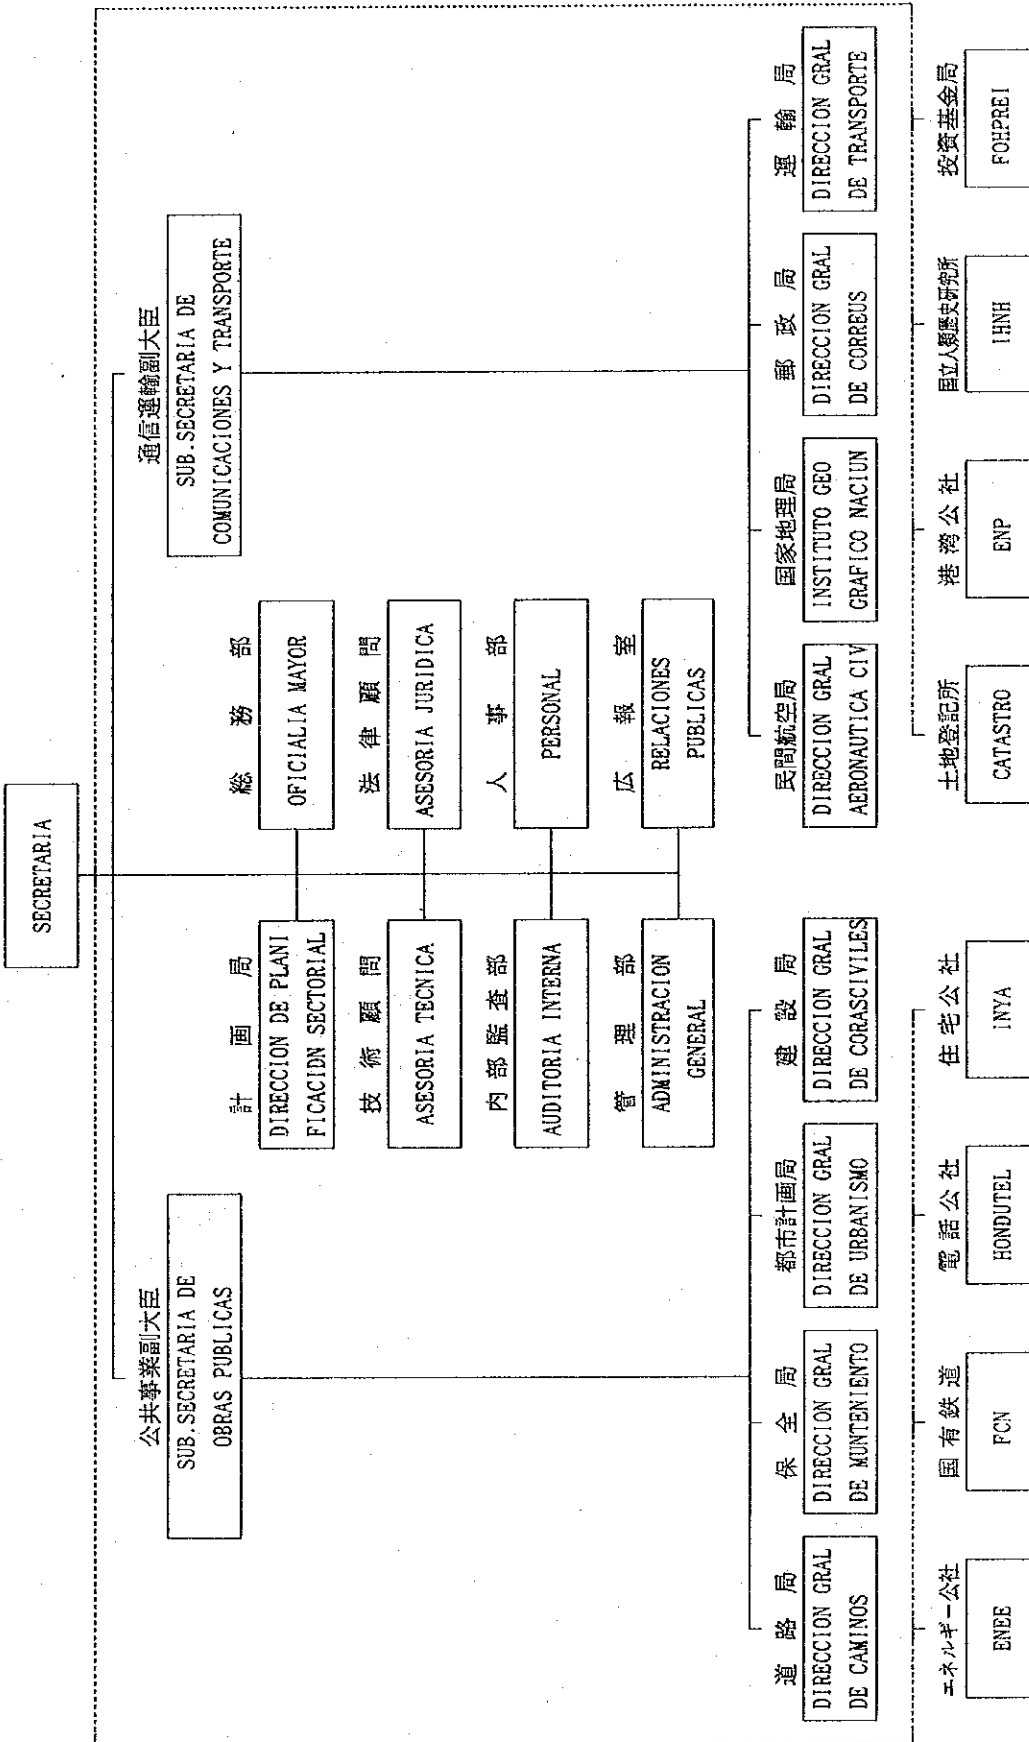 SECRETARIA
公共事業副大臣
SUB.SECRETARIA DE
OBRAS PUBLICAS
通信運輸副大臣
SUB.SECRETARIA DE
COMUNICACIONES Y TRANSPORTE
計画局
DIRECCION DE PLANI
FICACIDN SECTORIAL
総務部
OFICIALIA MAYOR
技術顧問
ASESORIA TECNICA
法律顧問
ASESORIA JURIDICA
内部監査部
AUDITORIA INTERNA
人事部
PERSONAL
管理部
ADMINISTRACION
GENERAL
広報室
RELACIONES
PUBLICAS
道路局
DIRECCION GRAL
DE CAMINOS
保全局
DIRECCION GRAL
DE MUNTENIENTO
都市計画局
DIRECCION GRAL
DE URBANISMO
建設局
DIRECCION GRAL
DE CORASCIVILES
民間航空局
DIRECCION GRAL
AERONAUTICA CIV
国家地理局
INSTITUTO GEO
GRAFICO NACIUN
郵政局
DIRECCION GRAL
DE CORREUS
運輸局
DIRECCION GRAL
DE TRANSPORTE
エネルギー公社
ENEE
国有鉄道
FCN
電話公社
HONDUTEL
住宅公社
INYA
土地登記所
CATASTRO
港湾公社
ENP
国立人類歴史研究所
IHNH
投資基金局
FOHPREI